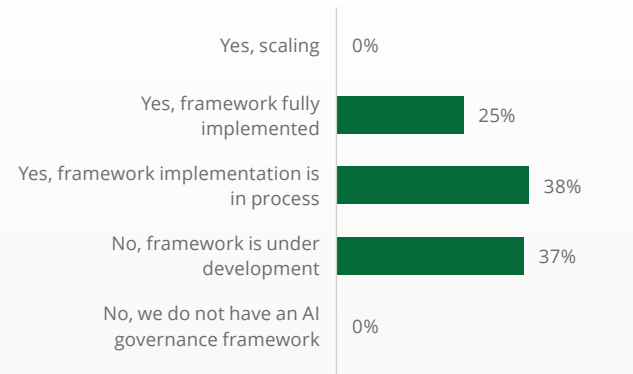 Yes, scaling 0%
Yes, framework fully
implemented 25%
Yes, framework implementation is
in process 38%
No, framework is under
development 37%
No, we do not have an AI
governance framework 0%